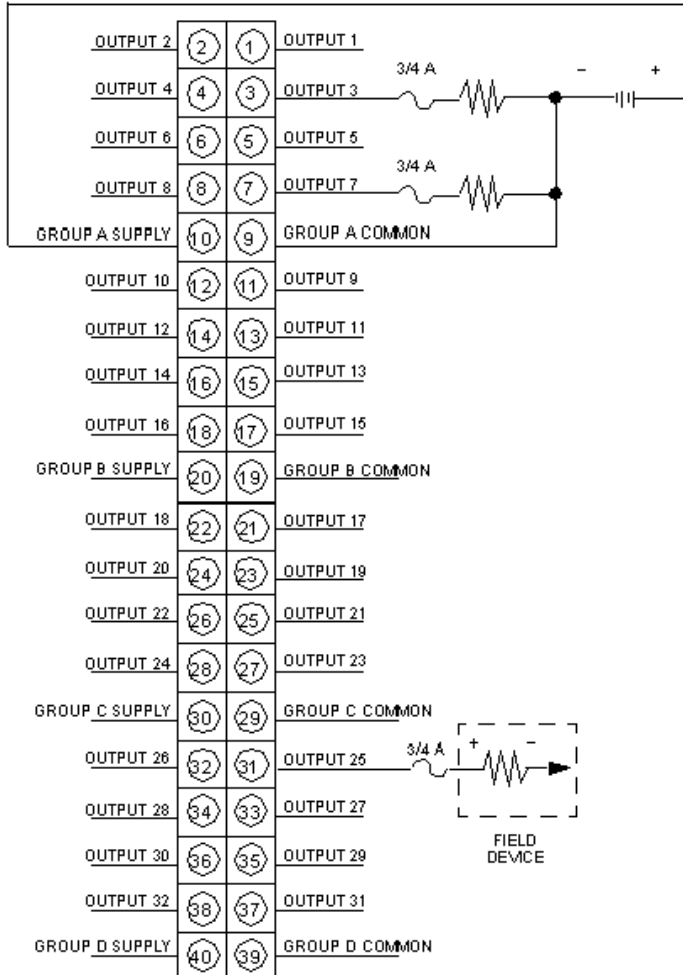 OUTPUT 2 2 1 OUTPUT 1
3/4 A - +
OUTPUT 4 4 3 OUTPUT 3
OUTPUT 6 6 5 OUTPUT 5
3/4 A
OUTPUT 8 8 7 OUTPUT 7
GROUP A SUPPLY 10 9 GROUP A COMMON
OUTPUT 10 12 11 OUTPUT 9
OUTPUT 12 14 13 OUTPUT 11
OUTPUT 14 16 15 OUTPUT 13
OUTPUT 16 18 17 OUTPUT 15
GROUP B SUPPLY 20 19 GROUP B COMMON
OUTPUT 18 22 21 OUTPUT 17
OUTPUT 20 24 23 OUTPUT 19
OUTPUT 22 26 25 OUTPUT 21
OUTPUT 24 28 27 OUTPUT 23
GROUP C SUPPLY 30 29 GROUP C COMMON
3/4 A + -
OUTPUT 26 32 31 OUTPUT 25
OUTPUT 28 34 33 OUTPUT 27
FIELD
DEVICE
OUTPUT 30 36 35 OUTPUT 29
OUTPUT 32 38 37 OUTPUT 31
GROUP D SUPPLY 40 39 GROUP D COMMON